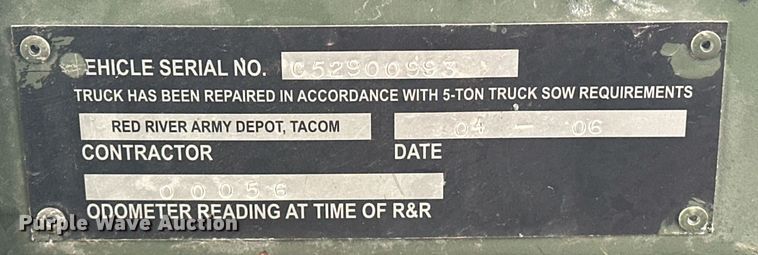 EHICLE SERIAL NO. C52900993
TRUCK HAS BEEN REPAIRED IN ACCORDANCE WITH 5-TON TRUCK SOW REQUIREMENTS
RED RIVER ARMY DEPOT, TACOM 04 - 06
CONTRACTOR DATE
00056
ODOMETER READING AT TIME OF R&R
Purple Wave Auction